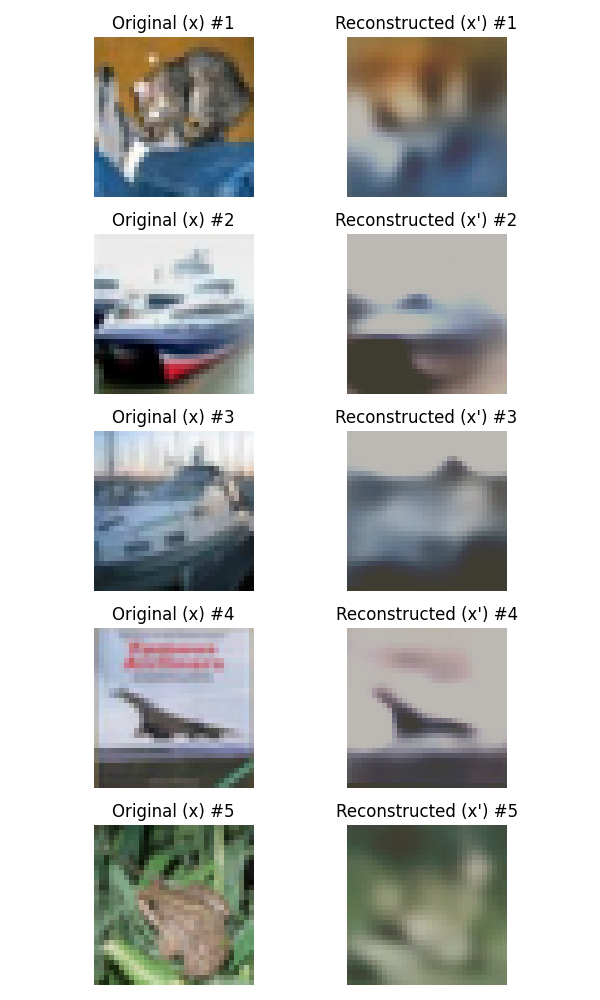 Original (x) #1
Reconstructed (x') #1
Original (x) #2
Reconstructed (x') #2
Original (x) #3
Reconstructed (x') #3
Original (x) #4
Reconstructed (x') #4
Original (x) #5
Reconstructed (x') #5